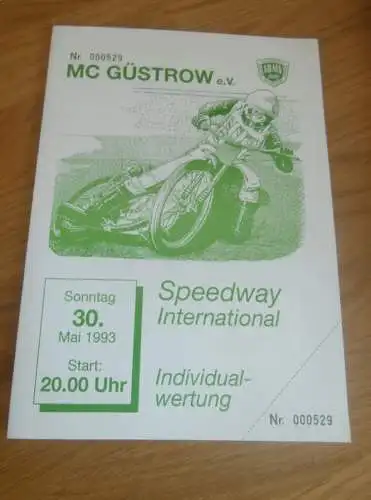 Nr. 000529
MC GÜSTROW e.V.
Sonntag
30.
Mai 1993
Start:
20.00 Uhr
Speedway
International
Individual-
wertung
Nr. 000529